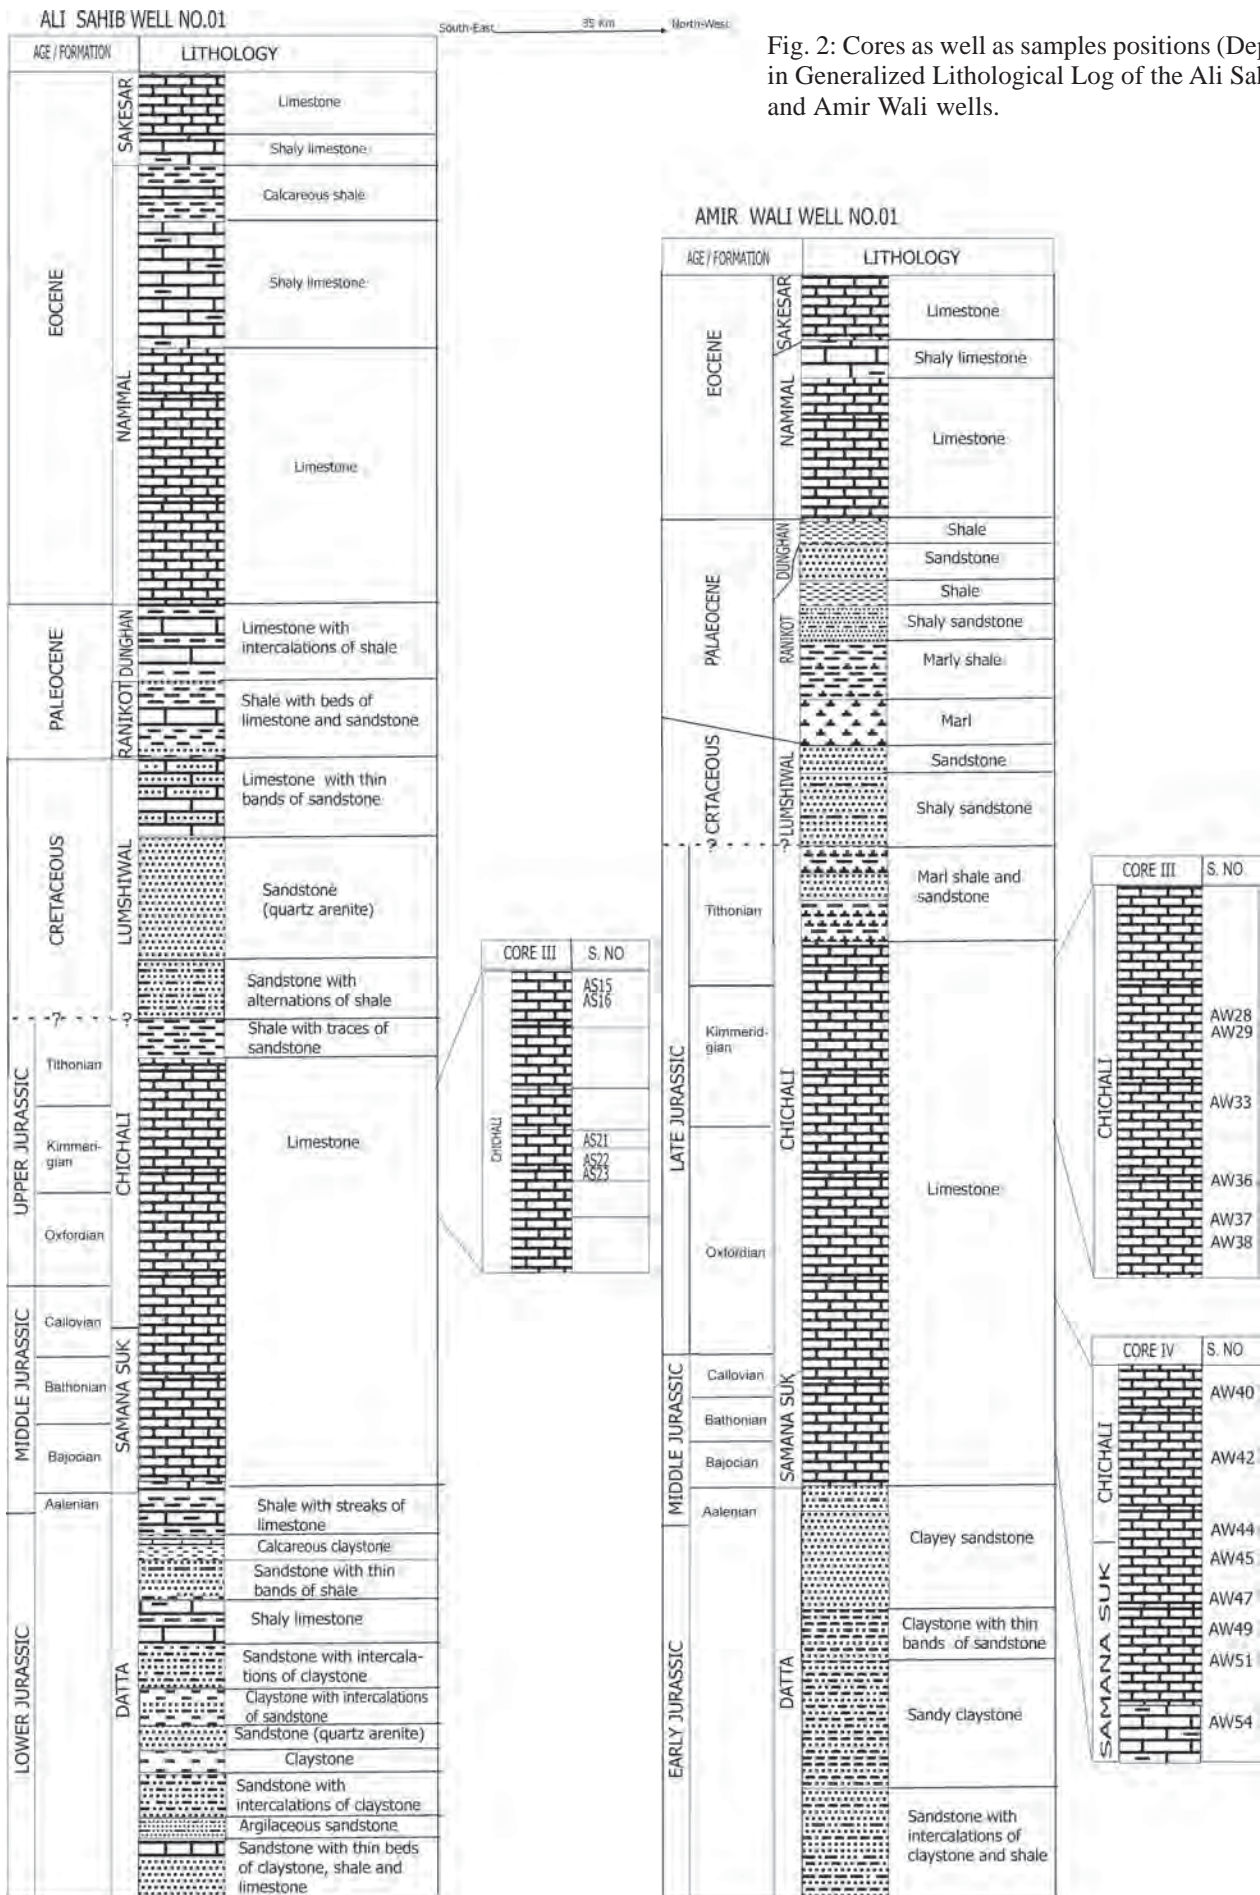 ALI SAHIB WELL NO.01
South-East 35 Km North-West
Fig. 2: Cores as well as samples positions (Dep
in Generalized Lithological Log of the Ali Sal
and Amir Wali wells.
AGE / FORMATION
LITHOLOGY
EOCENE
SAKESAR
Limestone
Shaly limestone
NAMMAL
Calcareous shale
Shaly limestone
Limestone
PALEOCENE
DUNGHAN
Limestone with
intercalations of shale
RANIKOT
Shale with beds of
limestone and sandstone
CRETACEOUS
LUMSHIWAL
Limestone with thin
bands of sandstone
Sandstone
(quartz arenite)
Sandstone with
alternations of shale
? ?
UPPER JURASSIC
Tithonian
Kimmeri-
gian
Oxfordian
CHICHALI
Shale with traces of
sandstone
Limestone
MIDDLE JURASSIC
Callovian
Bathonian
Bajocian
Aalenian
SAMANA SUK
LOWER JURASSIC
DATTA
Shale with streaks of
limestone
Calcareous claystone
Sandstone with thin
bands of shale
Shaly limestone
Sandstone with intercala-
tions of claystone
Claystone with intercalations
of sandstone
Sandstone (quartz arenite)
Claystone
Sandstone with
intercalations of claystone
Argilaceous sandstone
Sandstone with thin beds
of claystone, shale and
limestone
CORE III
S. NO
CHICHALI
AS15
AS16
AS21
AS22
AS23
AMIR WALI WELL NO.01
AGE / FORMATION
LITHOLOGY
EOCENE
SAKESAR
Limestone
NAMMAL
Shaly limestone
Limestone
PALAEOCENE
DUNGHAN
Shale
Sandstone
RANIKOT
Shale
Shaly sandstone
Marly shale
Marl
CRTACEOUS
LUMSHIWAL
Sandstone
Shaly sandstone
? ?
LATE JURASSIC
Tithonian
Kimmerid-
gian
Oxfordian
CHICHALI
Marl shale and
sandstone
Limestone
MIDDLE JURASSIC
Callovian
Bathonian
Bajocian
Aalenian
SAMANA SUK
EARLY JURASSIC
DATTA
Clayey sandstone
Claystone with thin
bands of sandstone
Sandy claystone
Sandstone with
intercalations of
claystone and shale
CORE III
S. NO
CHICHALI
AW28
AW29
AW33
AW36
AW37
AW38
CORE IV
S. NO
CHICHALI
SAMANA SUK
AW40
AW42
AW44
AW45
AW47
AW49
AW51
AW54